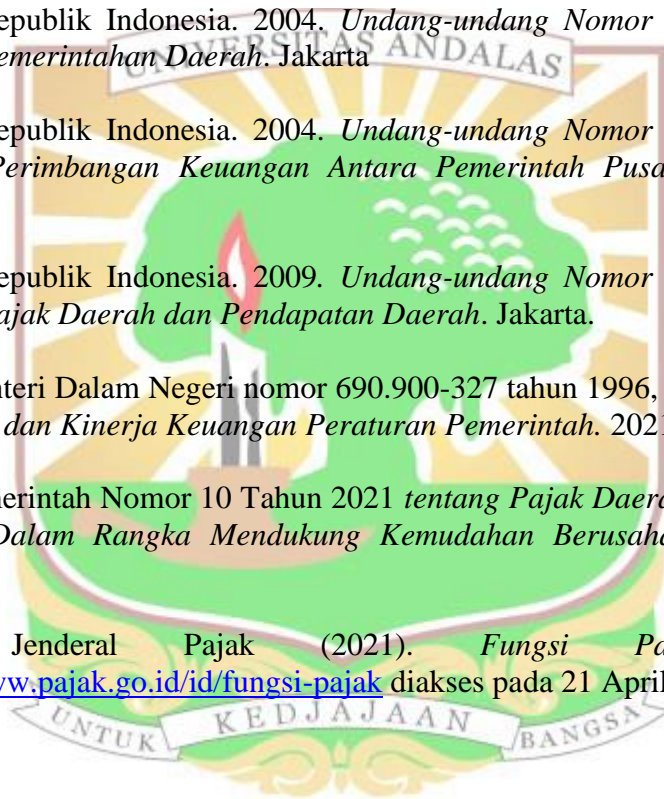 epublik Indonesia. 2004. Undang-undang Nomor
emerintahan Daerah. Jakarta
UNIVERSITAS ANDALAS
epublik Indonesia. 2004. Undang-undang Nomor
Perimbangan Keuangan Antara Pemerintah Pusa
epublik Indonesia. 2009. Undang-undang Nomor
ajak Daerah dan Pendapatan Daerah. Jakarta.
nteri Dalam Negeri nomor 690.900-327 tahun 1996,
dan Kinerja Keuangan Peraturan Pemerintah. 2021
merintah Nomor 10 Tahun 2021 tentang Pajak Daera
Dalam Rangka Mendukung Kemudahan Berusaha
Jenderal Pajak (2021). Fungsi Pa
ww.pajak.go.id/id/fungsi-pajak diakses pada 21 April
UNTUK KEDJAJAAN BANGSA